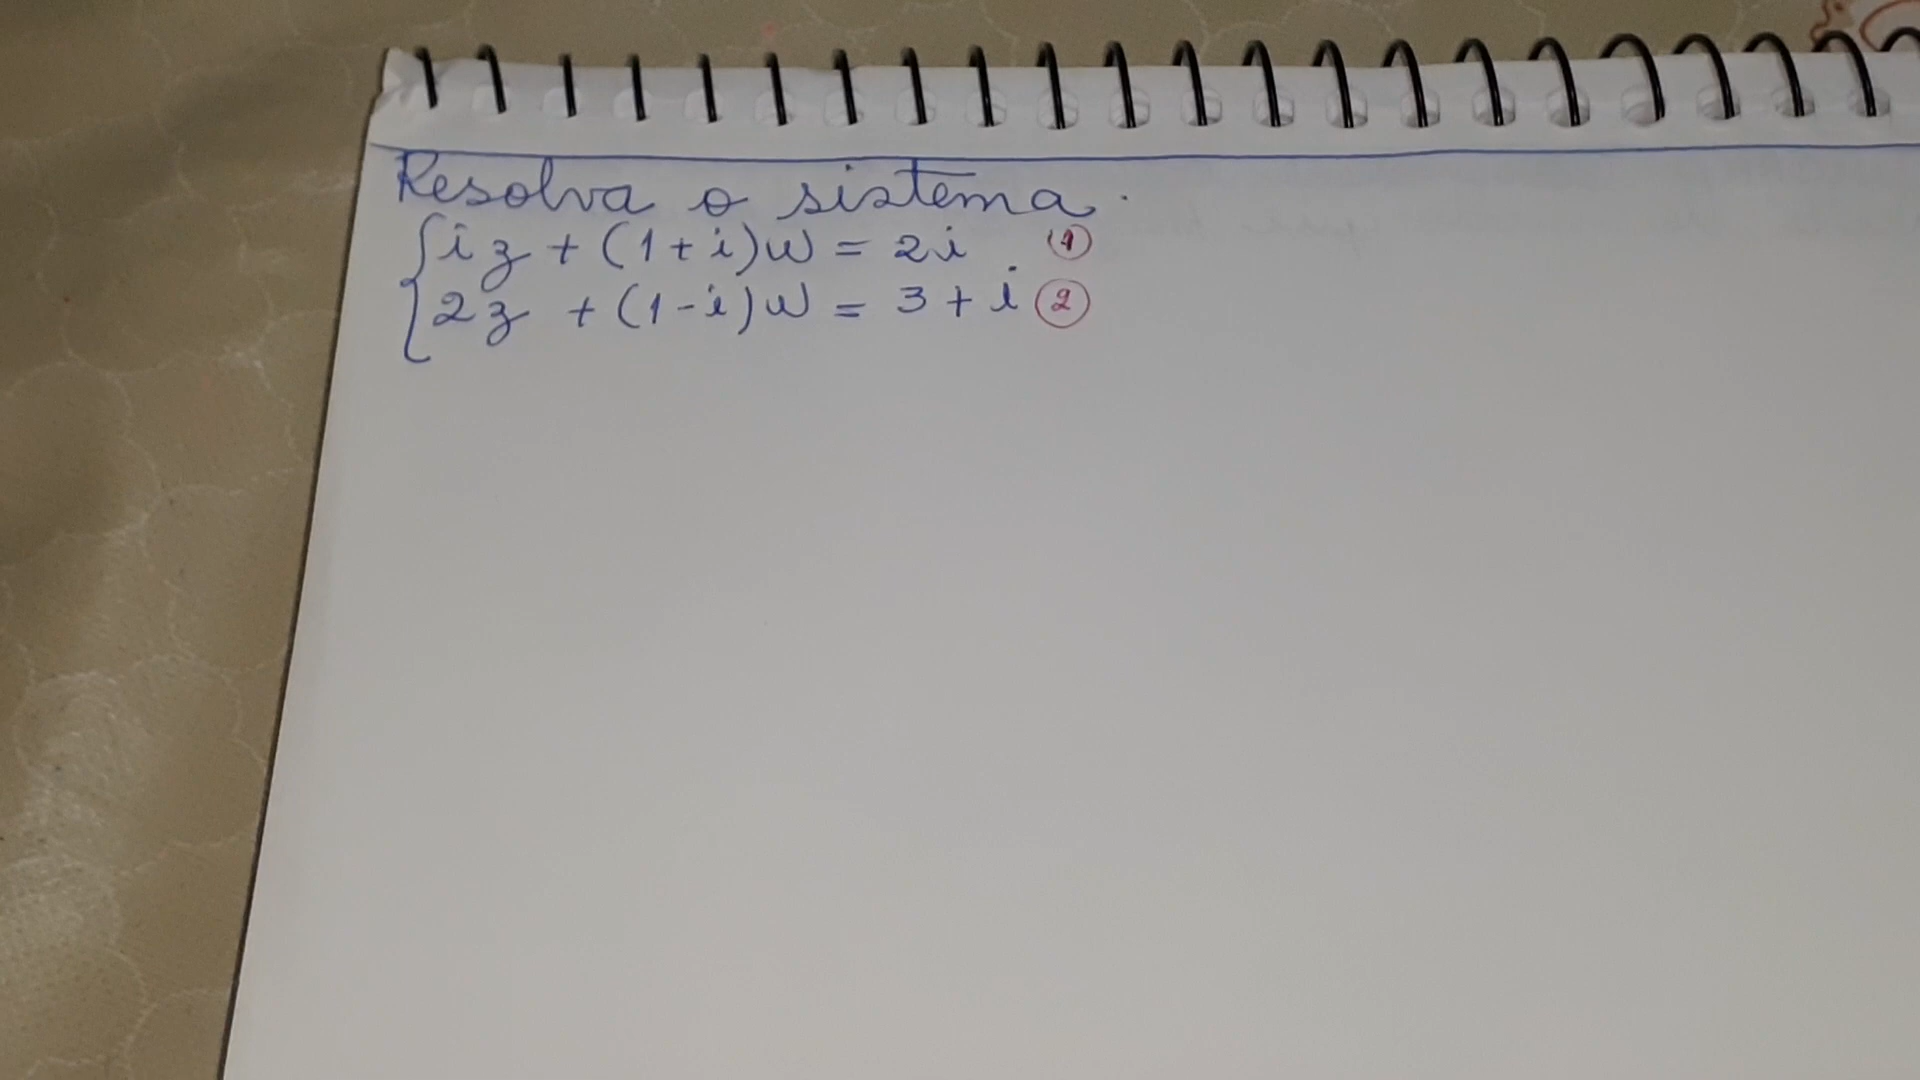 Resolva o sistema.
iz + (1+i)w = 2i (1)
2z + (1-i)w = 3+i (2)